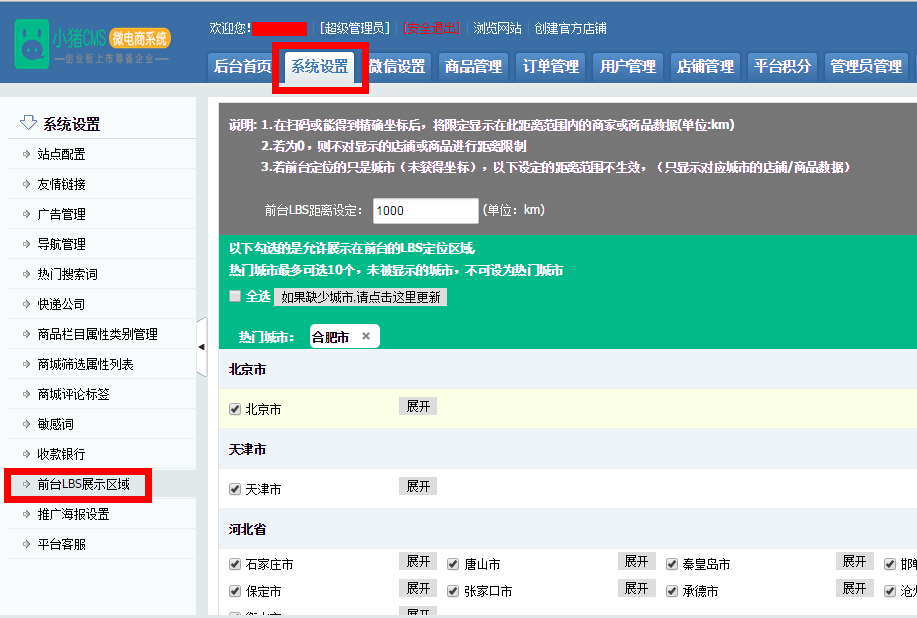 小猪CMS 微电商系统
创业板上市筹备企业
欢迎您! [超级管理员] [安全退出] 浏览网站 创建官方店铺
后台首页 系统设置 微信设置 商品管理 订单管理 用户管理 店铺管理 平台积分 管理员管理
系统设置
站点配置
友情链接
广告管理
导航管理
热门搜索词
快递公司
商品栏目属性类别管理
商城筛选属性列表
商城评论标签
敏感词
收款银行
前台LBS展示区域
推广海报设置
平台客服
说明: 1.在扫码或能得到精确坐标后，将限定显示在此距离范围内的商家或商品数据(单位:km)
2.若为0，则不对显示的店铺或商品进行距离限制
3.若前台定位的只是城市（未获得坐标），以下设定的距离范围不生效，（只显示对应城市的店铺/商品数据）
前台LBS距离设定: 1000 (单位: km)
以下勾选的是允许展示在前台的LBS定位区域,
热门城市最多可选10个，未被显示的城市，不可设为热门城市
全选 如果缺少城市,请点击这里更新
热门城市: 合肥市 ×
北京市
北京市 展开
天津市
天津市 展开
河北省
石家庄市 展开 唐山市 展开 秦皇岛市 展开 邯
保定市 展开 张家口市 展开 承德市 展开 沧
展开